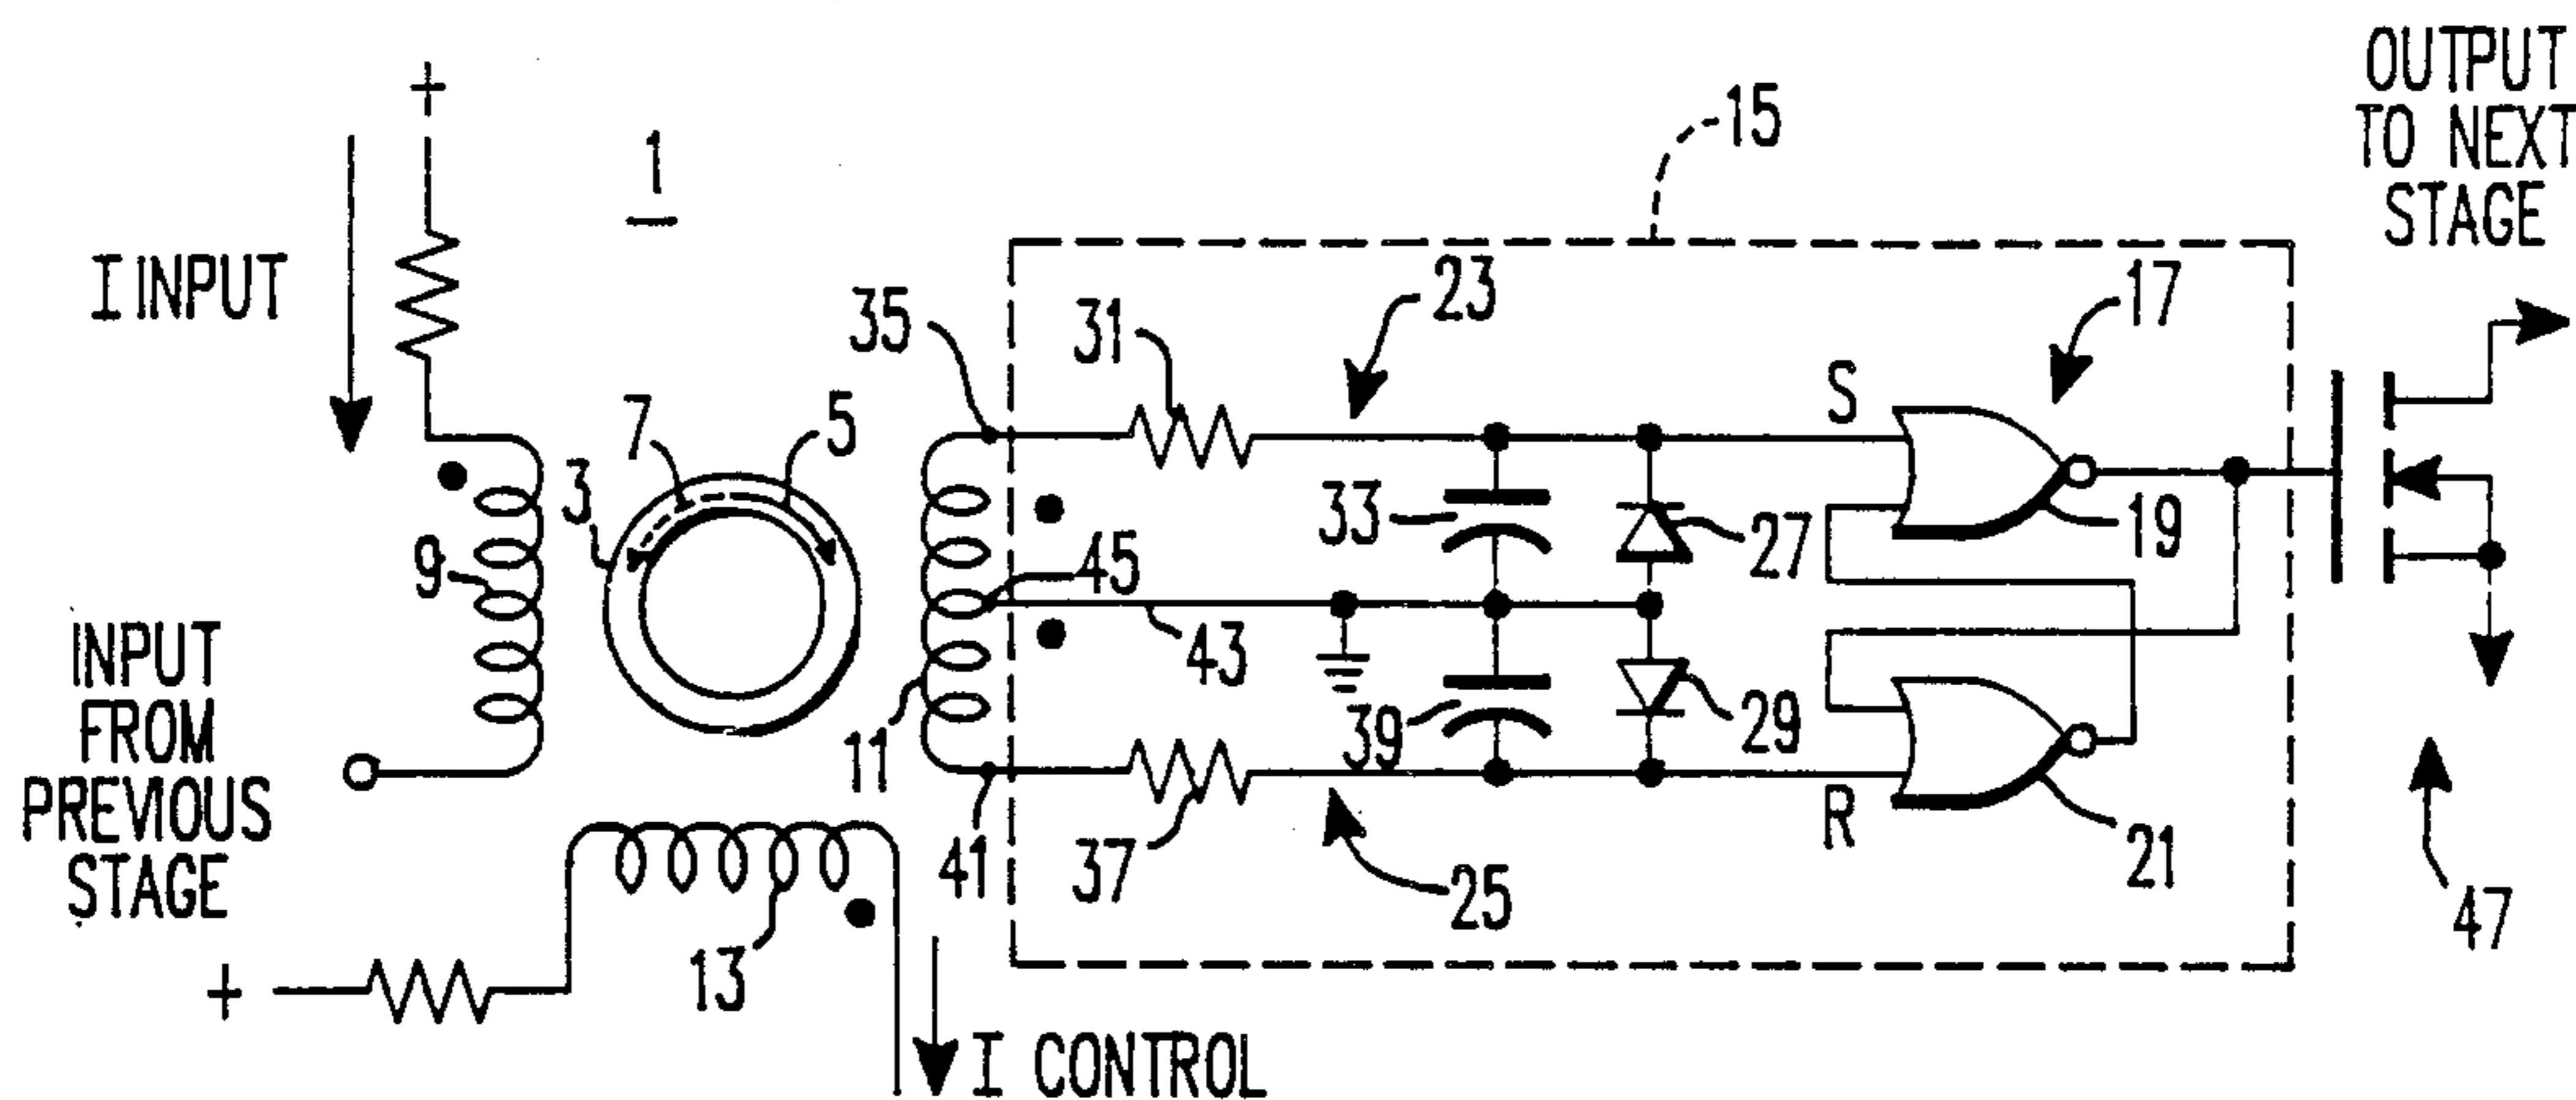 OUTPUT
TO NEXT
STAGE
+
1
15
I INPUT
35
31
23
17
S
7
5
3
9
33
27
19
45
43
INPUT
FROM
PREVIOUS
STAGE
11
39
29
41
37
25
R
21
47
13
+
I CONTROL